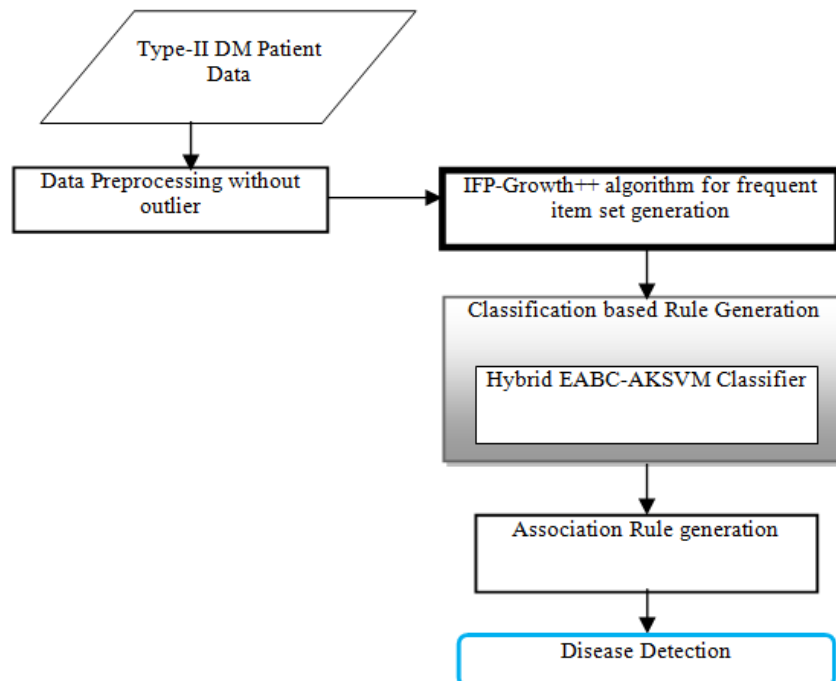 Type-II DM Patient
Data
Data Preprocessing without
outlier
IFP-Growth++ algorithm for frequent
item set generation
Classification based Rule Generation
Hybrid EABC-AKSVM Classifier
Association Rule generation
Disease Detection